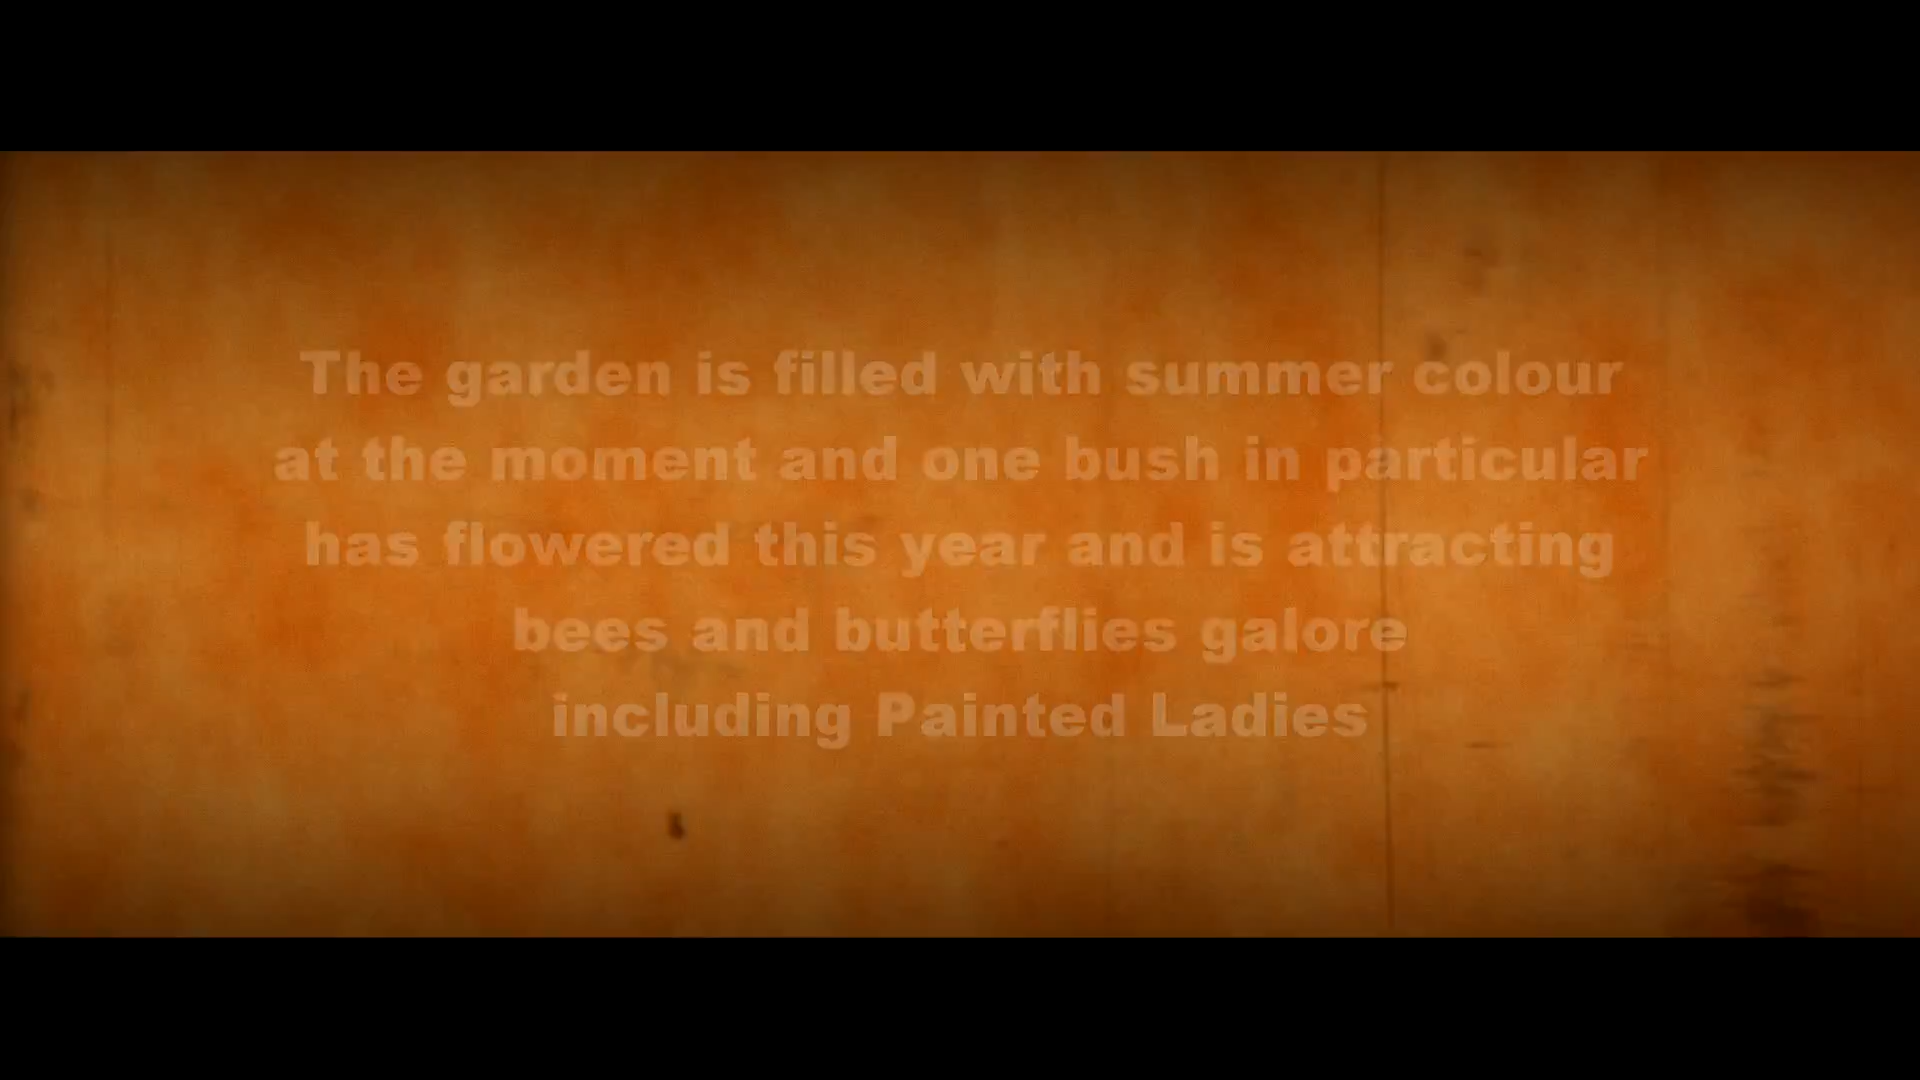 The garden is filled with summer colour
at the moment and one bush in particular
has flowered this year and is attracting
bees and butterflies galore
including Painted Ladies